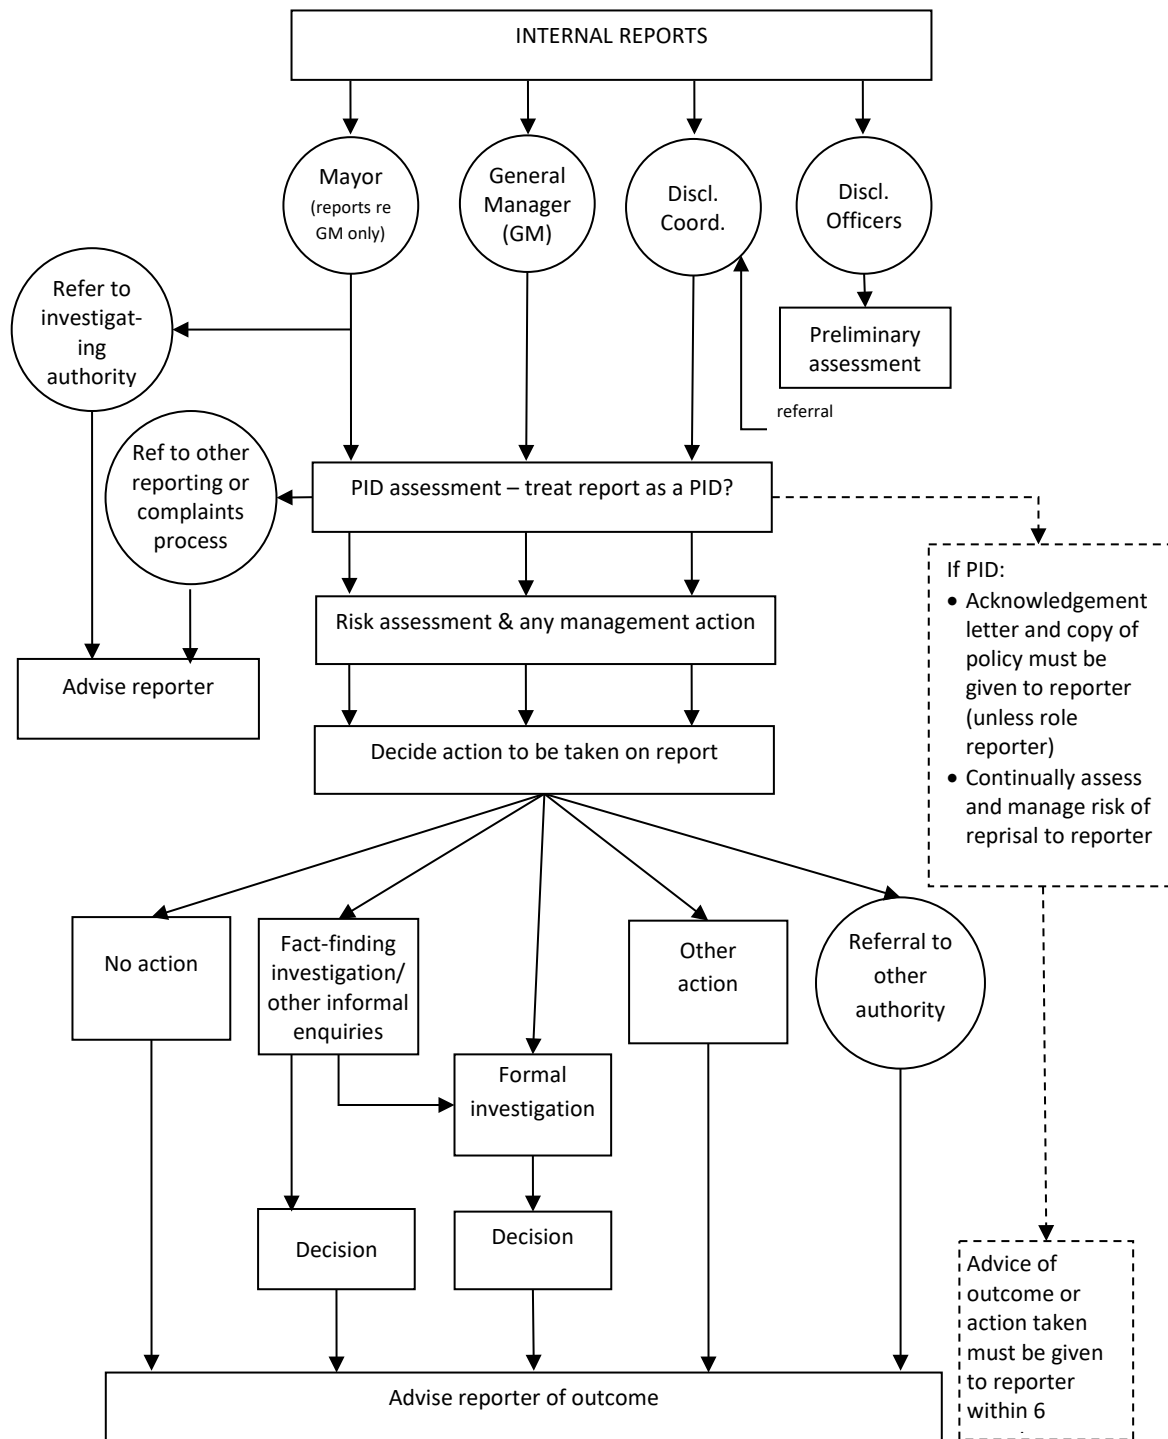 INTERNAL REPORTS
Mayor
(reports re
GM only)
General
Manager
(GM)
Discl.
Coord.
Discl.
Officers
Refer to
investigat-
ing
authority
Preliminary
assessment
referral
Ref to other
reporting or
complaints
process
PID assessment – treat report as a PID?
If PID:
• Acknowledgement
letter and copy of
policy must be
given to reporter
(unless role
reporter)
• Continually assess
and manage risk of
reprisal to reporter
Risk assessment & any management action
Advise reporter
Decide action to be taken on report
No action
Fact-finding
investigation/
other informal
enquiries
Other
action
Referral to
other
authority
Formal
investigation
Decision
Decision
Advice of
outcome or
action taken
must be given
to reporter
within 6
Advise reporter of outcome